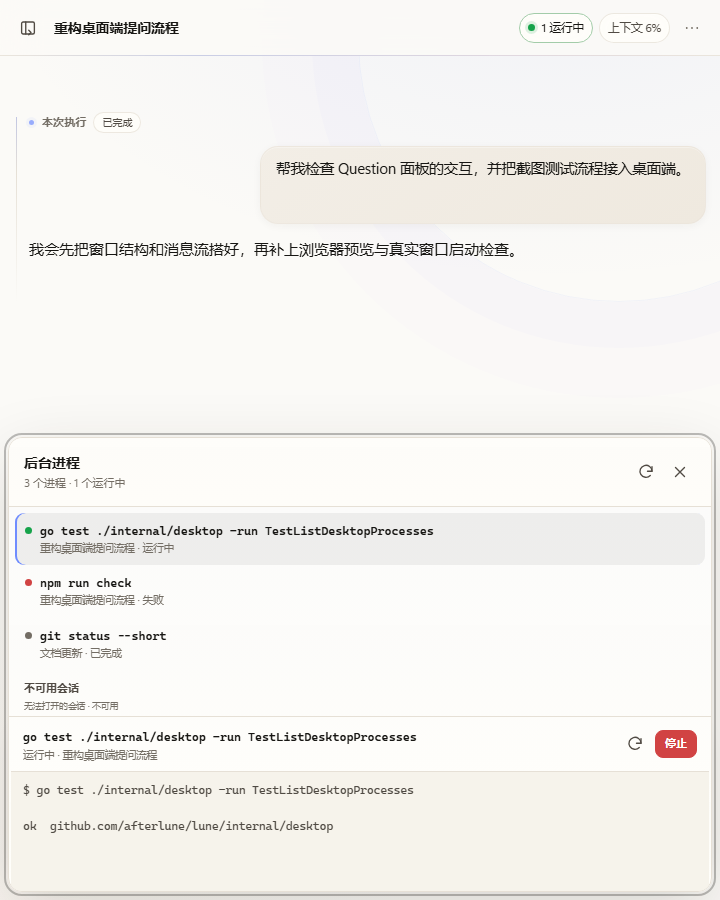 重构桌面端提问流程
1 运行中
上下文 6%
本次执行
已完成
帮我检查 Question 面板的交互，并把截图测试流程接入桌面端。
我会先把窗口结构和消息流搭好，再补上浏览器预览与真实窗口启动检查。
后台进程
3 个进程 · 1 个运行中
go test ./internal/desktop -run TestListDesktopProcesses
重构桌面端提问流程 · 运行中
npm run check
重构桌面端提问流程 · 失败
git status --short
文档更新 · 已完成
不可用会话
无法打开的会话 · 不可用
go test ./internal/desktop -run TestListDesktopProcesses
运行中 · 重构桌面端提问流程
停止
$ go test ./internal/desktop -run TestListDesktopProcesses
ok  github.com/afterlune/lune/internal/desktop